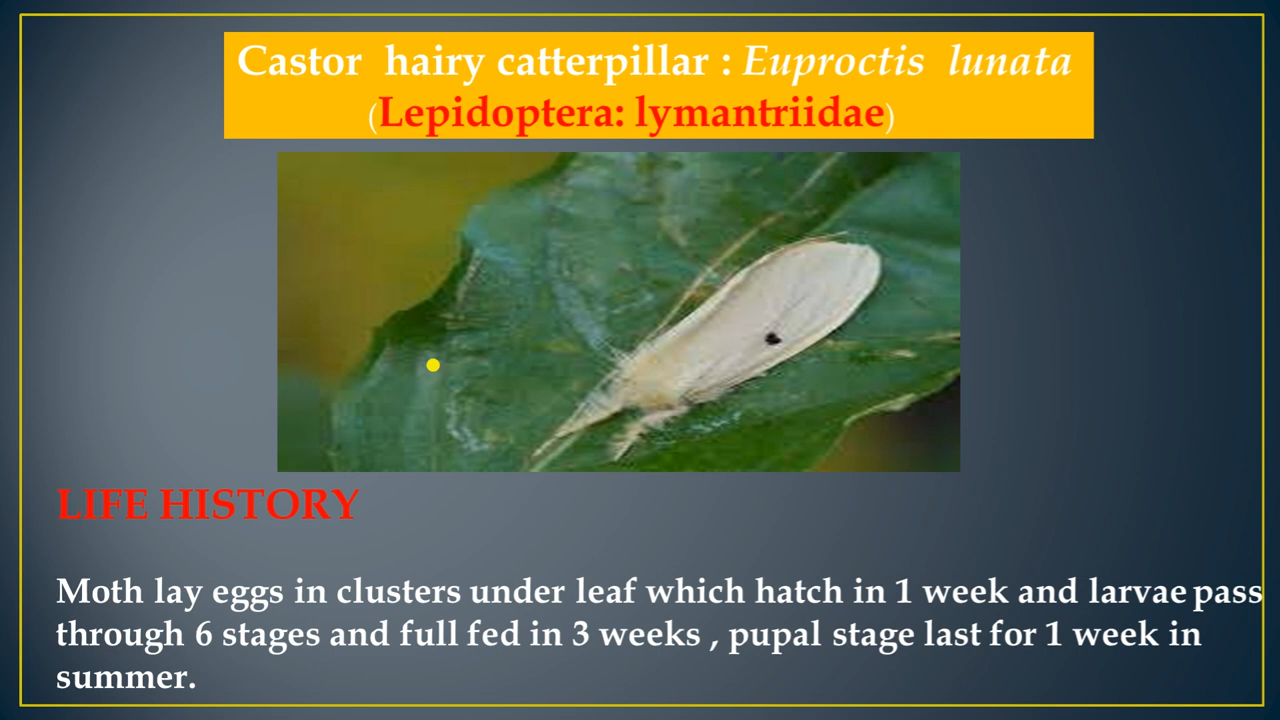 Castor hairy catterpillar : Euproctis lunata
(Lepidoptera: lymantriidae)
LIFE HISTORY
Moth lay eggs in clusters under leaf which hatch in 1 week and larvae pass
through 6 stages and full fed in 3 weeks , pupal stage last for 1 week in
summer.